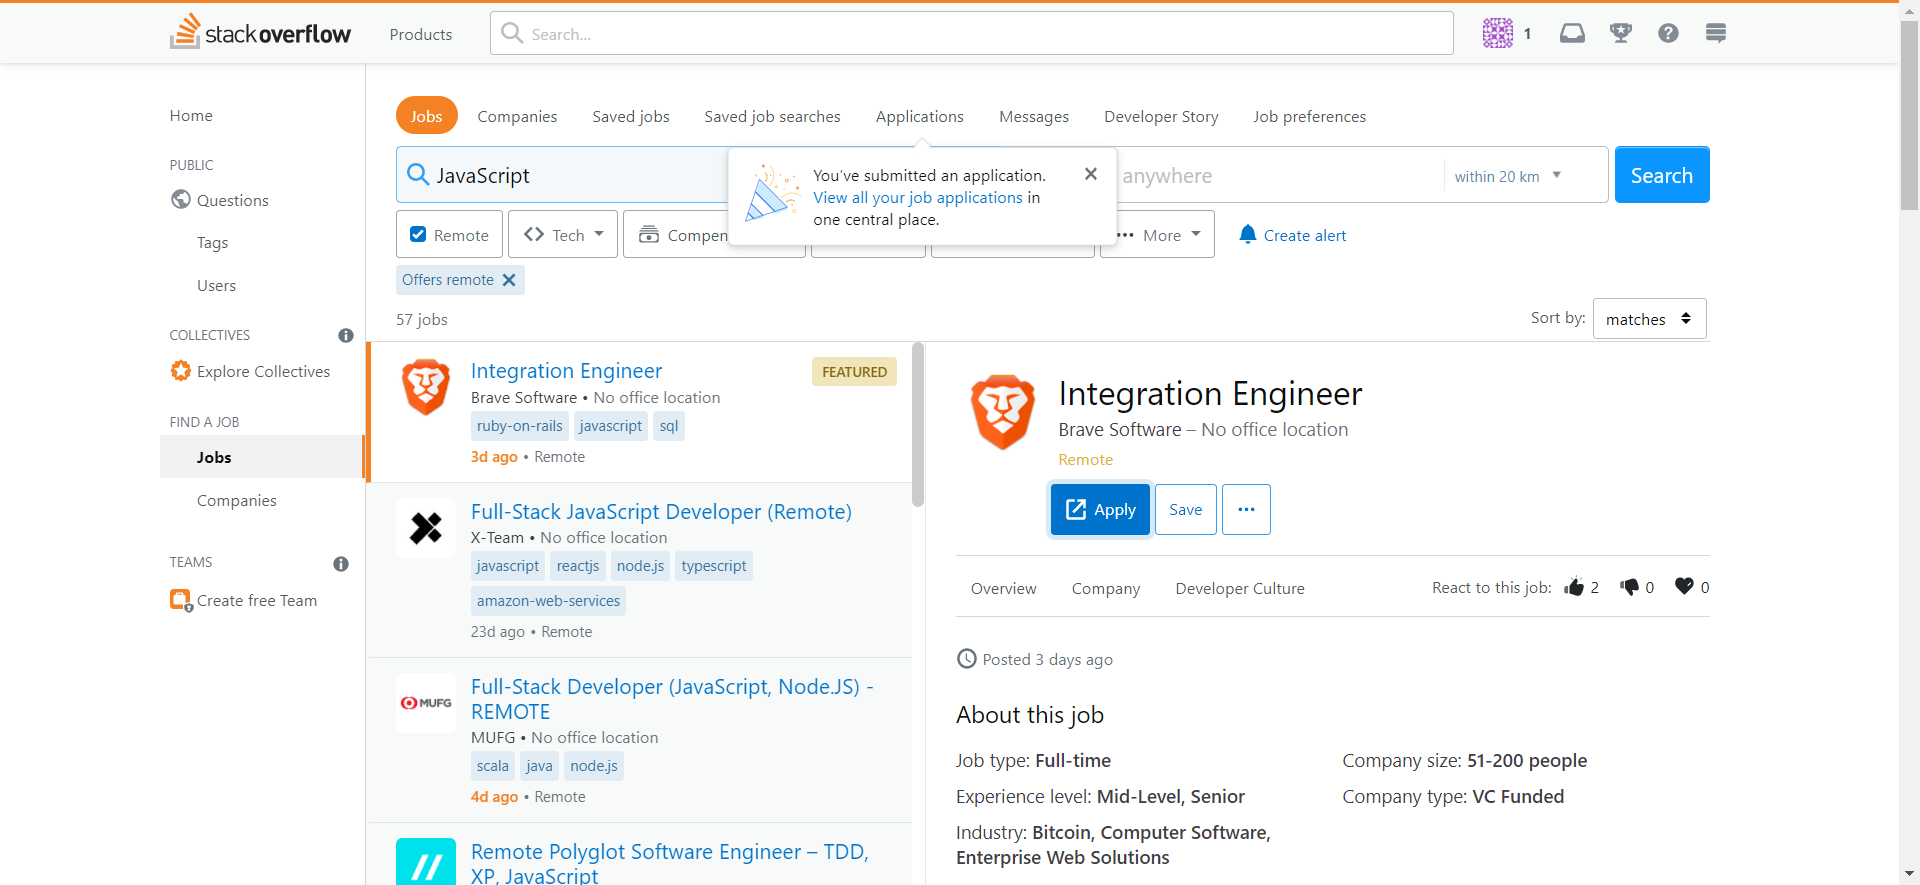 stack overflow
Products
Search...
1
Home
PUBLIC
Questions
Tags
Users
COLLECTIVES
Explore Collectives
FIND A JOB
Jobs
Companies
TEAMS
Create free Team
Jobs Companies Saved jobs Saved job searches Applications Messages Developer Story Job preferences
JavaScript
anywhere
within 20 km
Search
You’ve submitted an application.
View all your job applications in
one central place.
Remote
Tech
More
Create alert
Offers remote
57 jobs
Sort by: matches
Integration Engineer
FEATURED
Brave Software • No office location
ruby-on-rails javascript sql
3d ago • Remote
Full-Stack JavaScript Developer (Remote)
X-Team • No office location
javascript reactjs node.js typescript
amazon-web-services
23d ago • Remote
Full-Stack Developer (JavaScript, Node.JS) -
REMOTE
MUFG
MUFG • No office location
scala java node.js
4d ago • Remote
Remote Polyglot Software Engineer – TDD,
XP, JavaScript
Integration Engineer
Brave Software – No office location
Remote
Apply Save
Overview Company Developer Culture
React to this job: 2 0 0
Posted 3 days ago
About this job
Job type: Full-time
Experience level: Mid-Level, Senior
Industry: Bitcoin, Computer Software,
Enterprise Web Solutions
Company size: 51-200 people
Company type: VC Funded